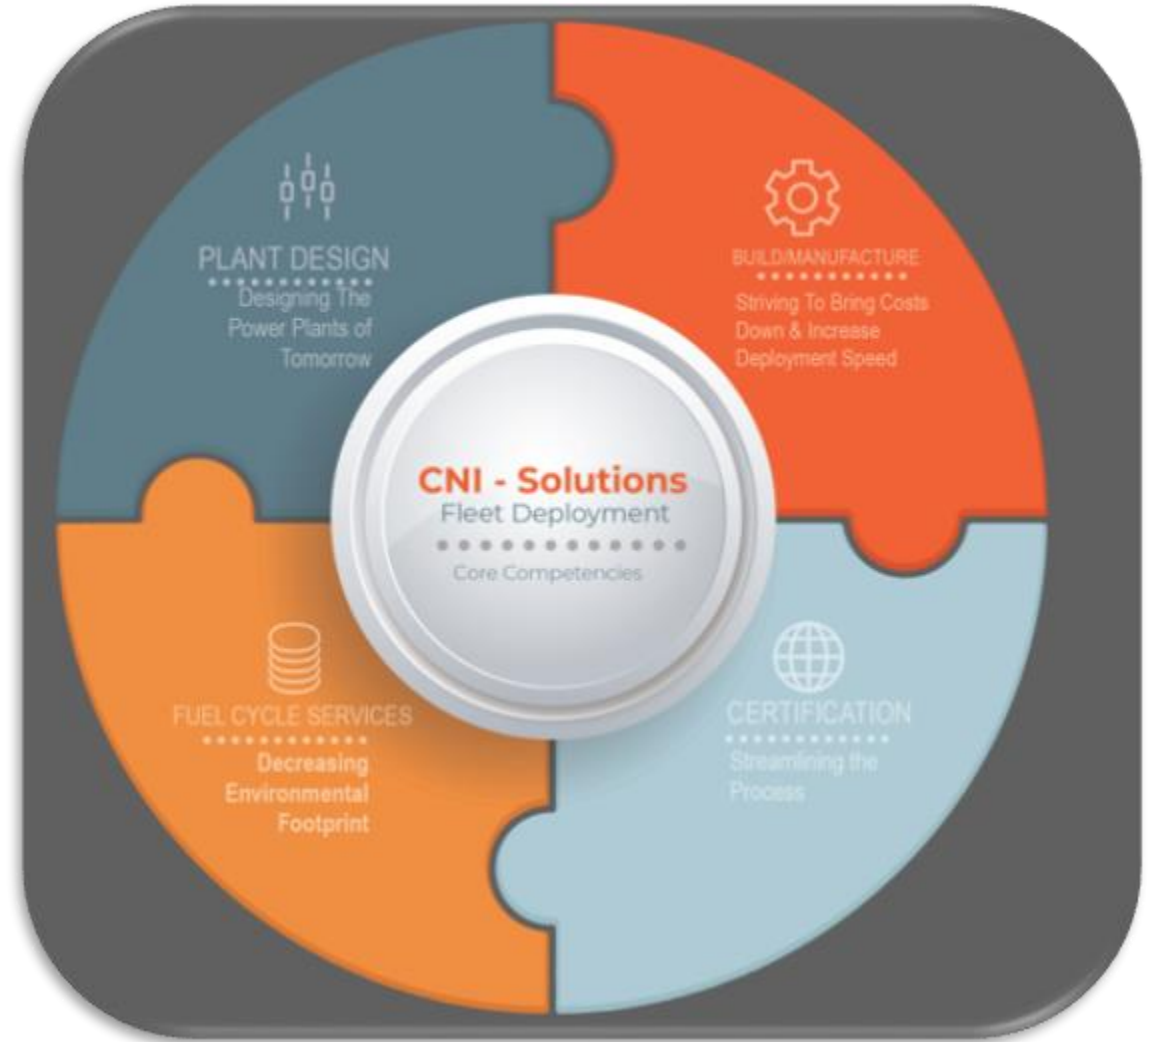 PLANT DESIGN
Designing The
Power Plants of
Tomorrow
BUILD/MANUFACTURE
Striving To Bring Costs
Down & Increase
Deployment Speed
CNI - Solutions
Fleet Deployment
Core Competencies
FUEL CYCLE SERVICES
Decreasing
Environmental
Footprint
CERTIFICATION
Streamlining the
Process